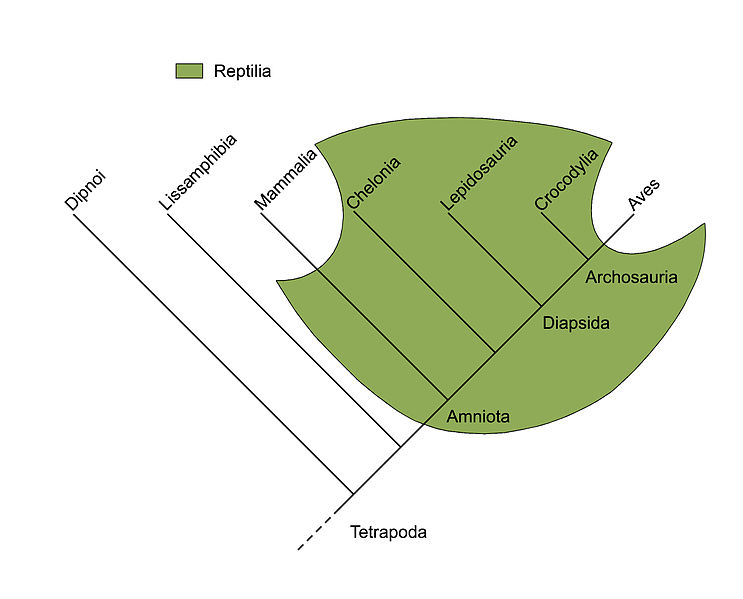 Reptilia
Dipnoi
Lissamphibia
Mammalia
Chelonia
Lepidosauria
Crocodylia
Aves
Archosauria
Diapsida
Amniota
Tetrapoda